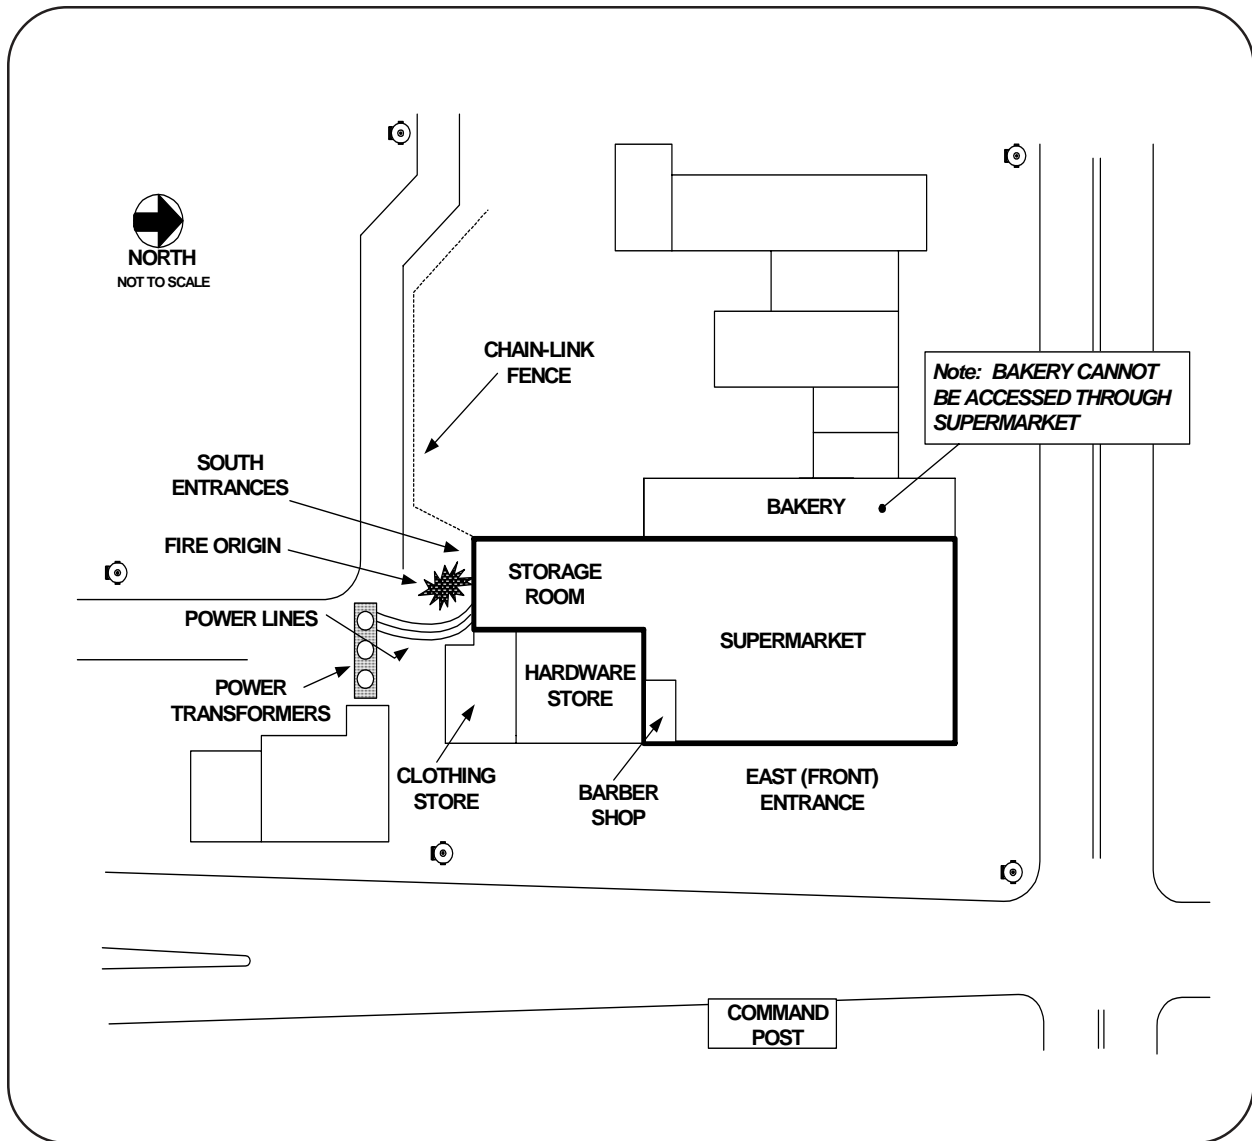 NORTH
NOT TO SCALE
CHAIN-LINK
FENCE
Note: BAKERY CANNOT
BE ACCESSED THROUGH
SUPERMARKET
SOUTH
ENTRANCES
BAKERY
FIRE ORIGIN
STORAGE
ROOM
POWER LINES
SUPERMARKET
HARDWARE
STORE
POWER
TRANSFORMERS
CLOTHING
STORE
BARBER
SHOP
EAST (FRONT)
ENTRANCE
COMMAND
POST